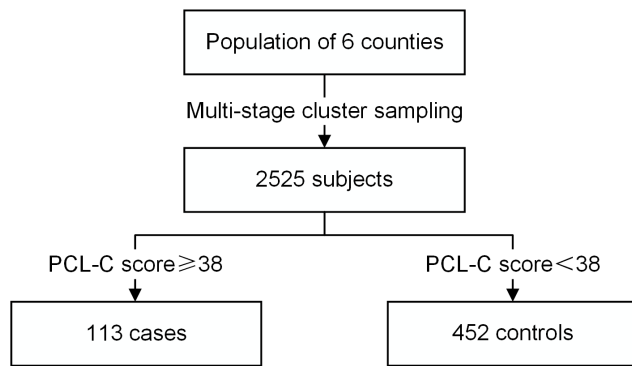 Population of 6 counties
Multi-stage cluster sampling
2525 subjects
PCL-C score≥38
PCL-C score<38
113 cases
452 controls